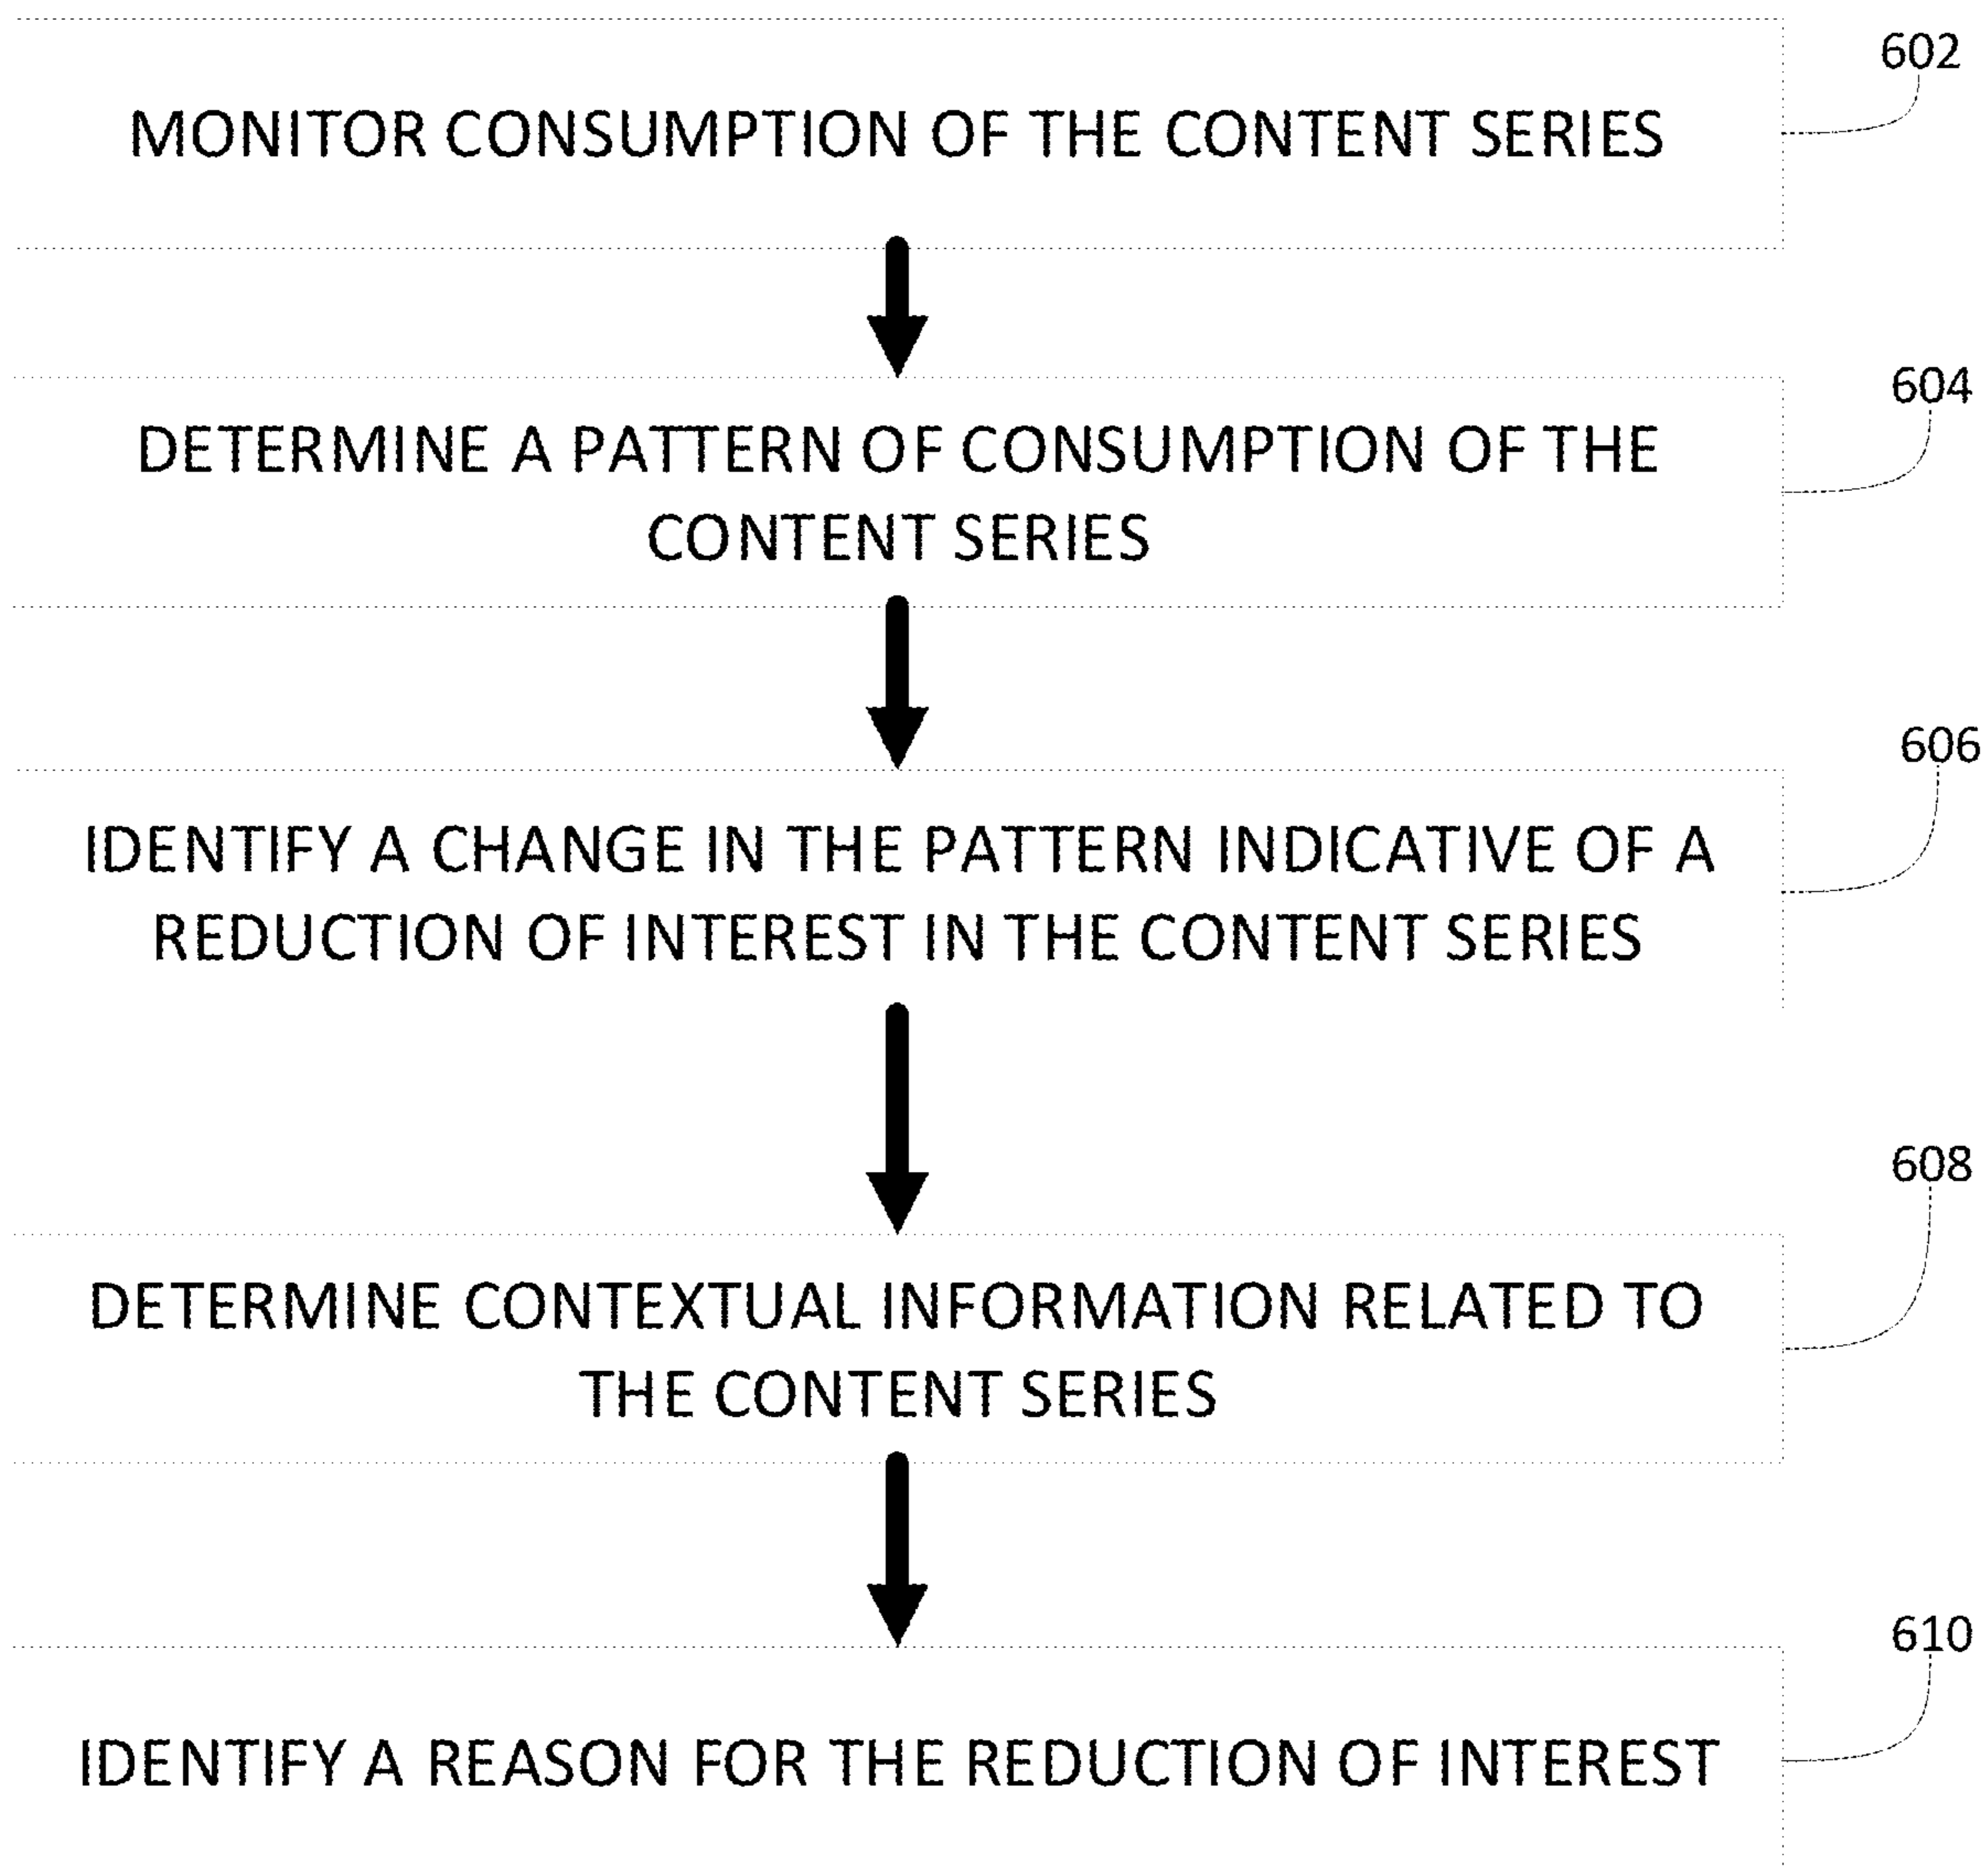 602
MONITOR CONSUMPTION OF THE CONTENT SERIES
604
DETERMINE A PATTERN OF CONSUMPTION OF THE
CONTENT SERIES
606
IDENTIFY A CHANGE IN THE PATTERN INDICATIVE OF A
REDUCTION OF INTEREST IN THE CONTENT SERIES
608
DETERMINE CONTEXTUAL INFORMATION RELATED TO
THE CONTENT SERIES
610
IDENTIFY A REASON FOR THE REDUCTION OF INTEREST